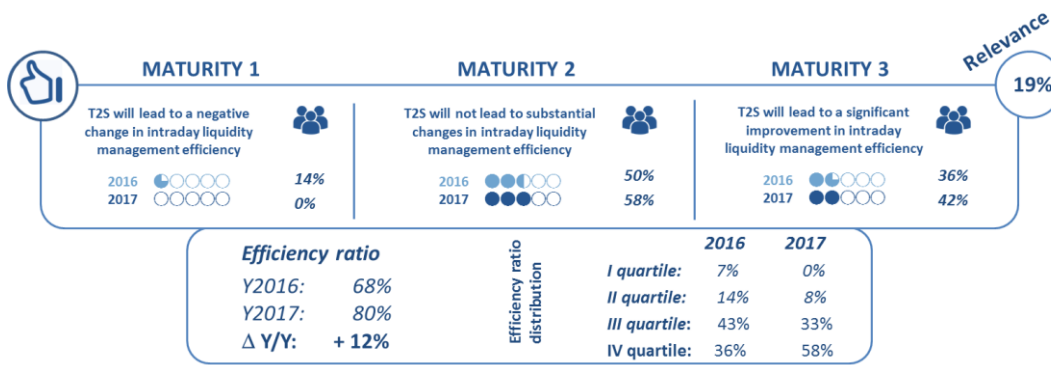 Relevance
19%
MATURITY 1
T2S will lead to a negative
change in intraday liquidity
management efficiency
2016 14%
2017 0%
MATURITY 2
T2S will not lead to substantial
changes in intraday liquidity
management efficiency
2016 50%
2017 58%
MATURITY 3
T2S will lead to a significant
improvement in intraday
liquidity management efficiency
2016 36%
2017 42%
Efficiency ratio
Y2016: 68%
Y2017: 80%
Δ Y/Y: + 12%
Efficiency ratio
distribution
2016 2017
I quartile: 7% 0%
II quartile: 14% 8%
III quartile: 43% 33%
IV quartile: 36% 58%